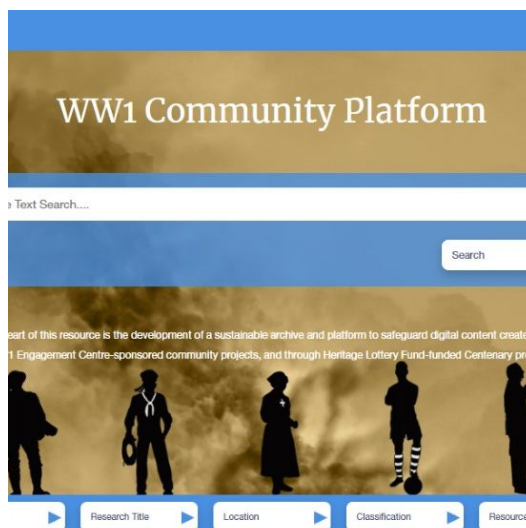 WW1 Community Platform
Text Search....
Search
of this resource is the development of a sustainable archive and platform to safeguard digital content
Engagement Centre-sponsored community projects, and through Heritage Lottery Fund-funded Centenary
Research Title
Location
Classification
Resource